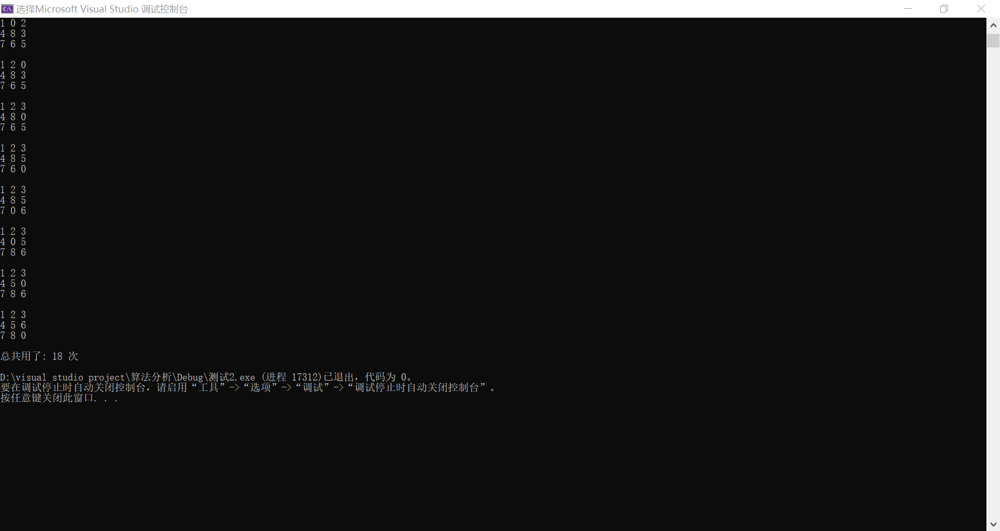 选择Microsoft Visual Studio 调试控制台
1 0 2
4 8 3
7 6 5
1 2 0
4 8 3
7 6 5
1 2 3
4 8 0
7 6 5
1 2 3
4 8 5
7 6 0
1 2 3
4 8 5
7 0 6
1 2 3
4 0 5
7 8 6
1 2 3
4 5 0
7 8 6
1 2 3
4 5 6
7 8 0
总共用了: 18 次
D:\visual studio project\算法分析\Debug\测试2.exe (进程 17312)已退出，代码为 0。
要在调试停止时自动关闭控制台，请启用“工具”->“选项”->“调试”->“调试停止时自动关闭控制台”。
按任意键关闭此窗口. . .